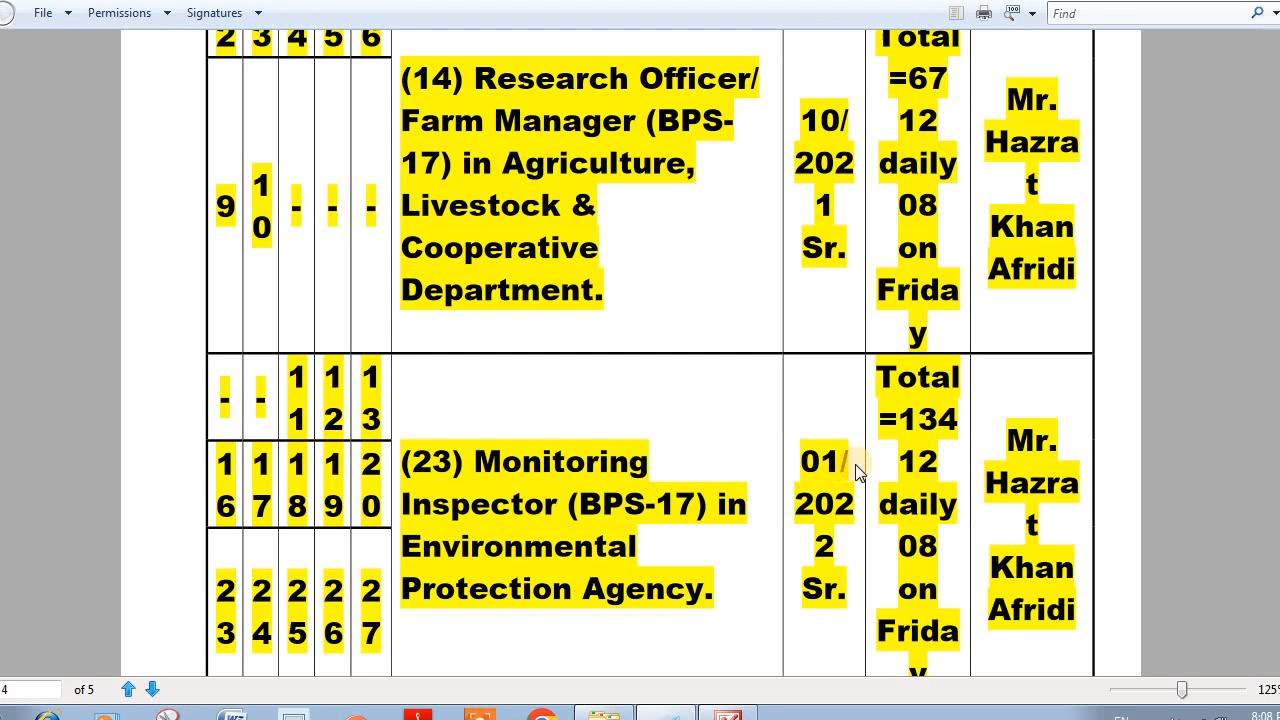 File Permissions Signatures Find
2 3 4 5 6
Total
=67
12
daily
08
on
Frida
y
9 1
0 - - -
(14) Research Officer/
Farm Manager (BPS-
17) in Agriculture,
Livestock &
Cooperative
Department.
10/
202
1
Sr.
Mr.
Hazra
t
Khan
Afridi
- - 1
1 1
2 1
3
1
6 1
7 1
8 1
9 2
0
2
3 2
4 2
5 2
6 2
7
(23) Monitoring
Inspector (BPS-17) in
Environmental
Protection Agency.
01/
202
2
Sr.
Total
=134
12
daily
08
on
Frida
y
Mr.
Hazra
t
Khan
Afridi
4 of 5 125%
8:08